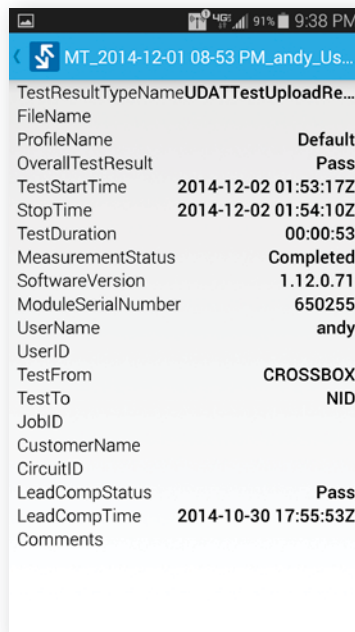 4G LTE 91% 9:38 PM
MT_2014-12-01 08-53 PM_andy_Us...
TestResultTypeName UDATTestUploadRe...
FileName
ProfileName Default
OverallTestResult Pass
TestStartTime 2014-12-02 01:53:17Z
StopTime 2014-12-02 01:54:10Z
TestDuration 00:00:53
MeasurementStatus Completed
SoftwareVersion 1.12.0.71
ModuleSerialNumber 650255
UserName andy
UserID
TestFrom CROSSBOX
TestTo NID
JobID
CustomerName
CircuitID
LeadCompStatus Pass
LeadCompTime 2014-10-30 17:55:53Z
Comments